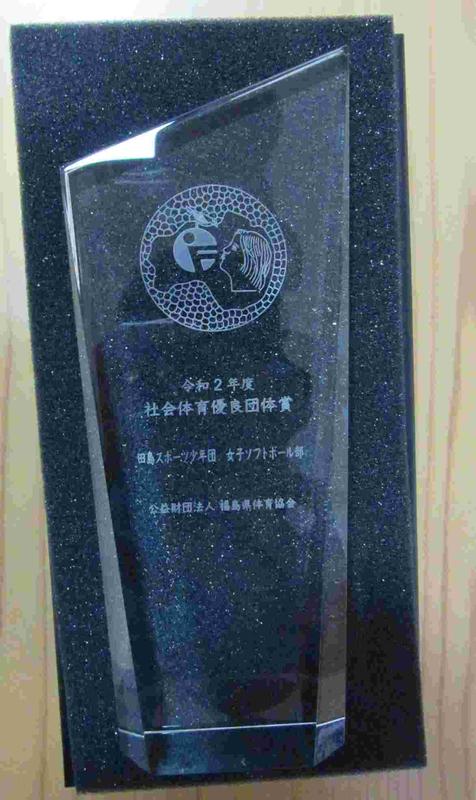 令和2年度
社会体育優良団体賞
田島スポーツ少年団 女子ソフトボール部
公益財団法人 福島県体育協会